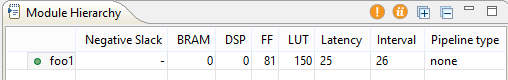 Module Hierarchy
Negative Slack BRAM DSP FF LUT Latency Interval Pipeline type
foo1 - 0 0 81 150 25 26 none